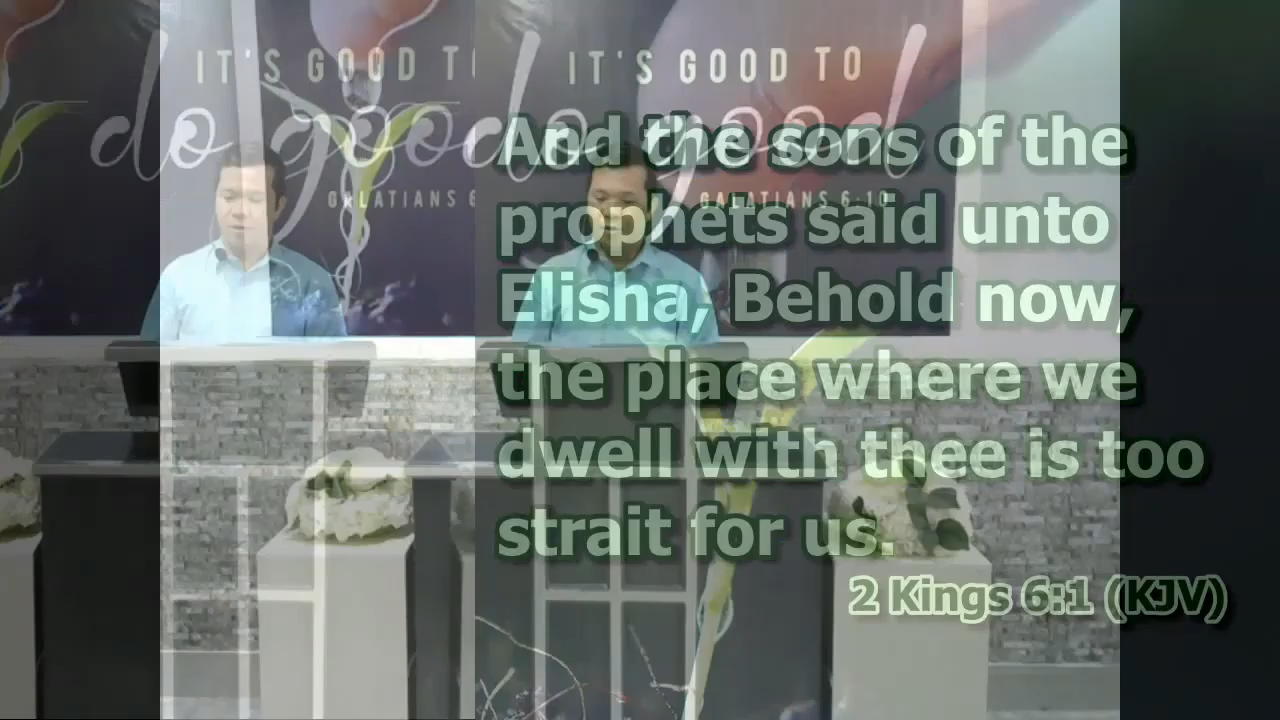 IT'S GOOD TO
do good
GALATIANS 6
IT'S GOOD TO
do good
GALATIANS 6:10
And the sons of the
prophets said unto
Elisha, Behold now,
the place where we
dwell with thee is too
strait for us.
2 Kings 6:1 (KJV)